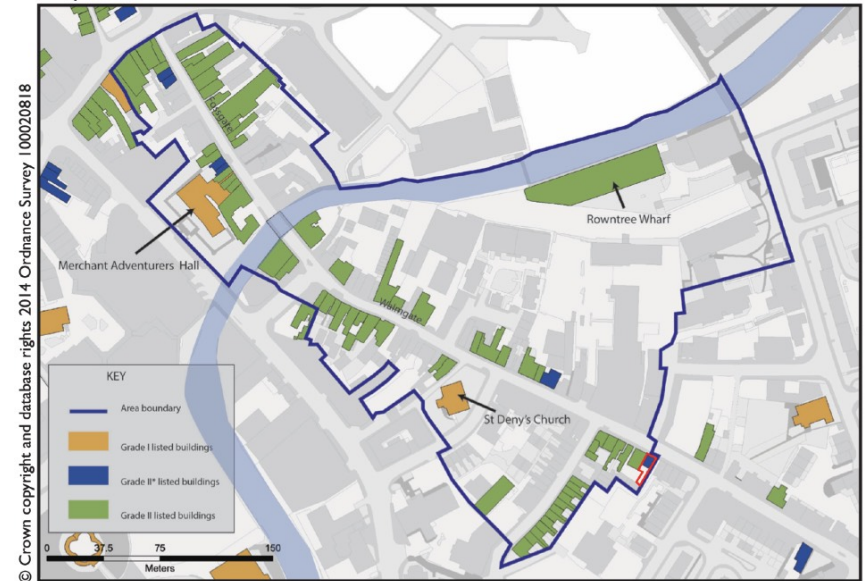 © Crown copyright and database rights 2014 Ordnance Survey 100020818
Fossgate
Rowntree Wharf
Merchant Adventurers Hall
Walmgate
St Deny's Church
KEY
Area boundary
Grade I listed buildings
Grade II* listed buildings
Grade II listed buildings
0 37.5 75 150
Meters